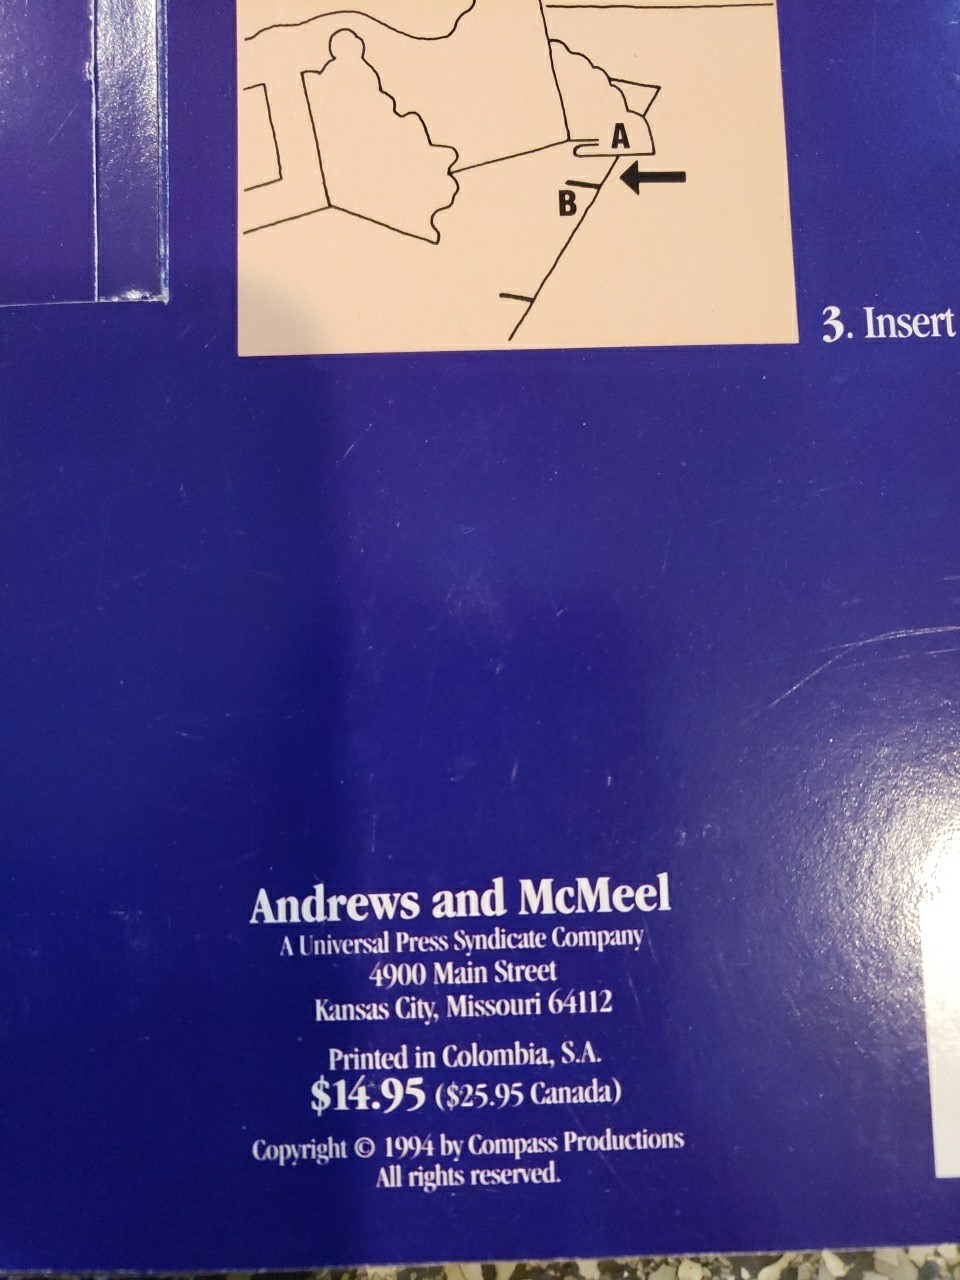 A
B
3. Insert
Andrews and McMeel
A Universal Press Syndicate Company
4900 Main Street
Kansas City, Missouri 64112
Printed in Colombia, S.A.
$14.95 ($25.95 Canada)
Copyright © 1994 by Compass Productions
All rights reserved.